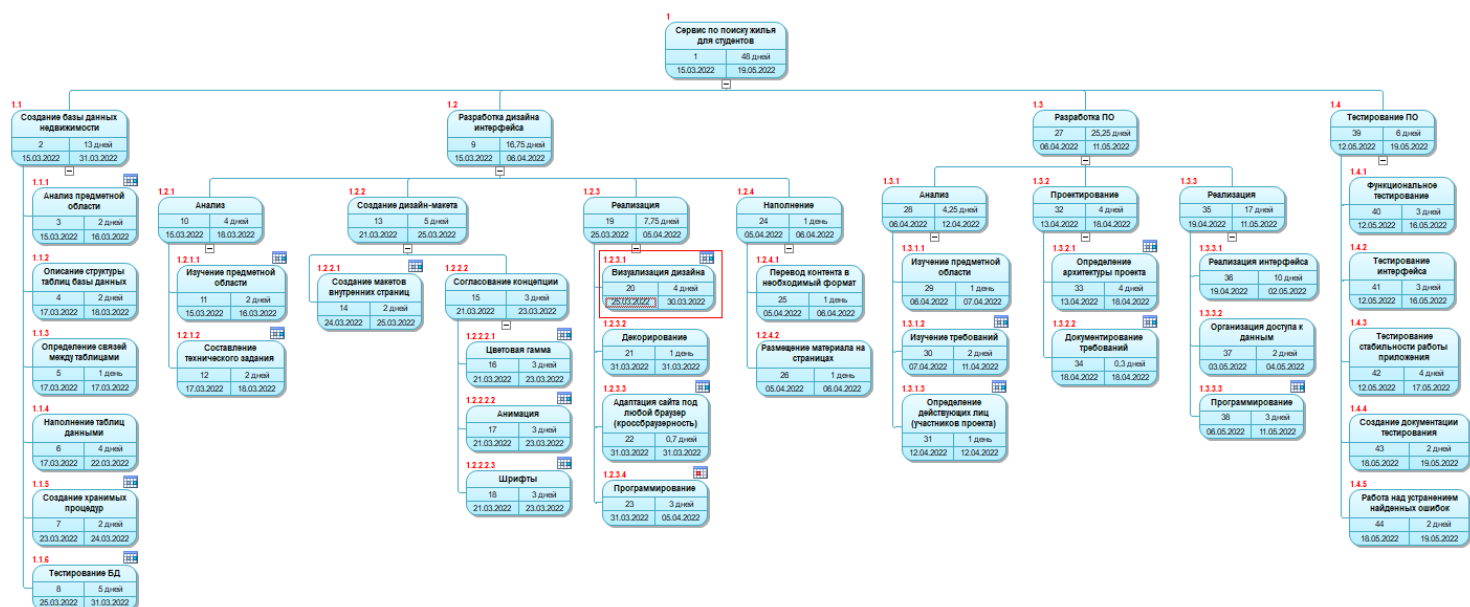 1
Сервис по поиску жилья
для студентов
1 48 дней
15.03.2022 19.05.2022
1.1
Создание базы данных
недвижимости
2 13 дней
15.03.2022 31.03.2022
1.1.1
Анализ предметной
области
3 2 дней
15.03.2022 16.03.2022
1.1.2
Описание структуры
таблиц базы данных
4 2 дней
17.03.2022 18.03.2022
1.1.3
Определение связей
между таблицами
5 1 день
17.03.2022 17.03.2022
1.1.4
Наполнение таблиц
данными
6 4 дней
17.03.2022 22.03.2022
1.1.5
Создание хранимых
процедур
7 2 дней
23.03.2022 24.03.2022
1.1.6
Тестирование БД
8 5 дней
25.03.2022 31.03.2022
1.2
Разработка дизайна
интерфейса
9 16,75 дней
15.03.2022 06.04.2022
1.2.1
Анализ
10 4 дней
15.03.2022 18.03.2022
1.2.1.1
Изучение предметной
области
11 2 дней
15.03.2022 16.03.2022
1.2.1.2
Составление
технического задания
12 2 дней
17.03.2022 18.03.2022
1.2.2
Создание дизайн-макета
13 5 дней
21.03.2022 25.03.2022
1.2.2.1
Создание макетов
внутренних страниц
14 2 дней
24.03.2022 25.03.2022
1.2.2.2
Согласование концепции
15 3 дней
21.03.2022 23.03.2022
1.2.2.2.1
Цветовая гамма
16 3 дней
21.03.2022 23.03.2022
1.2.2.2.2
Анимация
17 3 дней
21.03.2022 23.03.2022
1.2.2.2.3
Шрифты
18 3 дней
21.03.2022 23.03.2022
1.2.3
Реализация
19 7,75 дней
25.03.2022 05.04.2022
1.2.3.1
Визуализация дизайна
20 4 дней
25.03.2022 30.03.2022
1.2.3.2
Декорирование
21 1 день
31.03.2022 31.03.2022
1.2.3.3
Адаптация сайта под
любой браузер
(кроссбраузерность)
22 0,7 дней
31.03.2022 31.03.2022
1.2.3.4
Программирование
23 3 дней
31.03.2022 05.04.2022
1.2.4
Наполнение
24 1 день
05.04.2022 06.04.2022
1.2.4.1
Перевод контента в
необходимый формат
25 1 день
05.04.2022 06.04.2022
1.2.4.2
Размещение материала на
страницах
26 1 день
05.04.2022 06.04.2022
1.3
Разработка ПО
27 25,25 дней
06.04.2022 11.05.2022
1.3.1
Анализ
28 4,25 дней
06.04.2022 12.04.2022
1.3.1.1
Изучение предметной
области
29 1 день
06.04.2022 07.04.2022
1.3.1.2
Изучение требований
30 2 дней
07.04.2022 11.04.2022
1.3.1.3
Определение
действующих лиц
(участников проекта)
31 1 день
12.04.2022 12.04.2022
1.3.2
Проектирование
32 4 дней
13.04.2022 18.04.2022
1.3.2.1
Определение
архитектуры проекта
33 4 дней
13.04.2022 18.04.2022
1.3.2.2
Документирование
требований
34 0,3 дней
18.04.2022 18.04.2022
1.3.3
Реализация
35 17 дней
19.04.2022 11.05.2022
1.3.3.1
Реализация интерфейса
36 10 дней
19.04.2022 02.05.2022
1.3.3.2
Организация доступа к
данным
37 2 дней
03.05.2022 04.05.2022
1.3.3.3
Программирование
38 3 дней
06.05.2022 11.05.2022
1.4
Тестирование ПО
39 6 дней
12.05.2022 19.05.2022
1.4.1
Функциональное
тестирование
40 3 дней
12.05.2022 16.05.2022
1.4.2
Тестирование
интерфейса
41 3 дней
12.05.2022 16.05.2022
1.4.3
Тестирование
стабильности работы
приложения
42 4 дней
12.05.2022 17.05.2022
1.4.4
Создание документации
тестирования
43 2 дней
18.05.2022 19.05.2022
1.4.5
Работа над устранением
найденных ошибок
44 2 дней
18.05.2022 19.05.2022